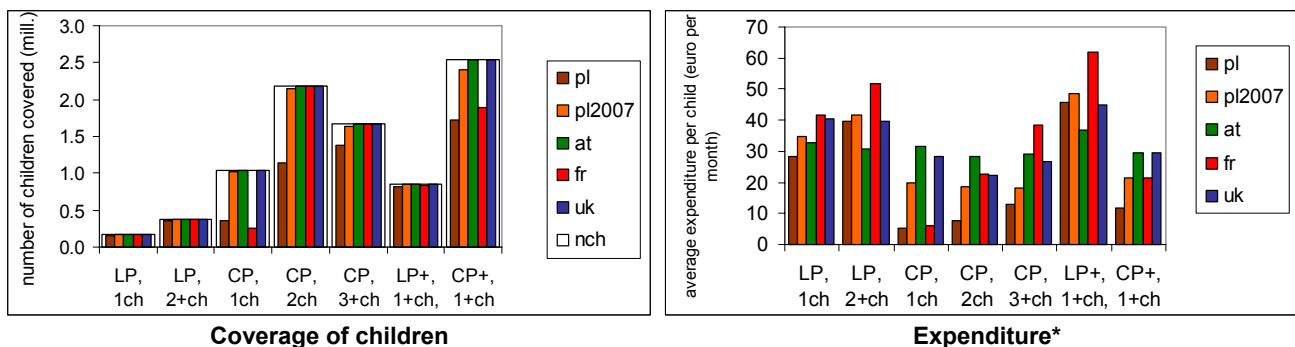 number of children covered (mill.)
3.0
2.5
2.0
1.5
1.0
0.5
0.0
LP, 1ch
LP, 2+ch
CP, 1ch
CP, 2ch
CP, 3+ch
LP+, 1+ch,
CP+, 1+ch
pl
pl2007
at
fr
uk
nch
Coverage of children
average expenditure per child (euro per month)
70
60
50
40
30
20
10
0
LP, 1ch
LP, 2+ch
CP, 1ch
CP, 2ch
CP, 3+ch
LP+, 1+ch,
CP+, 1+ch
pl
pl2007
at
fr
uk
Expenditure*